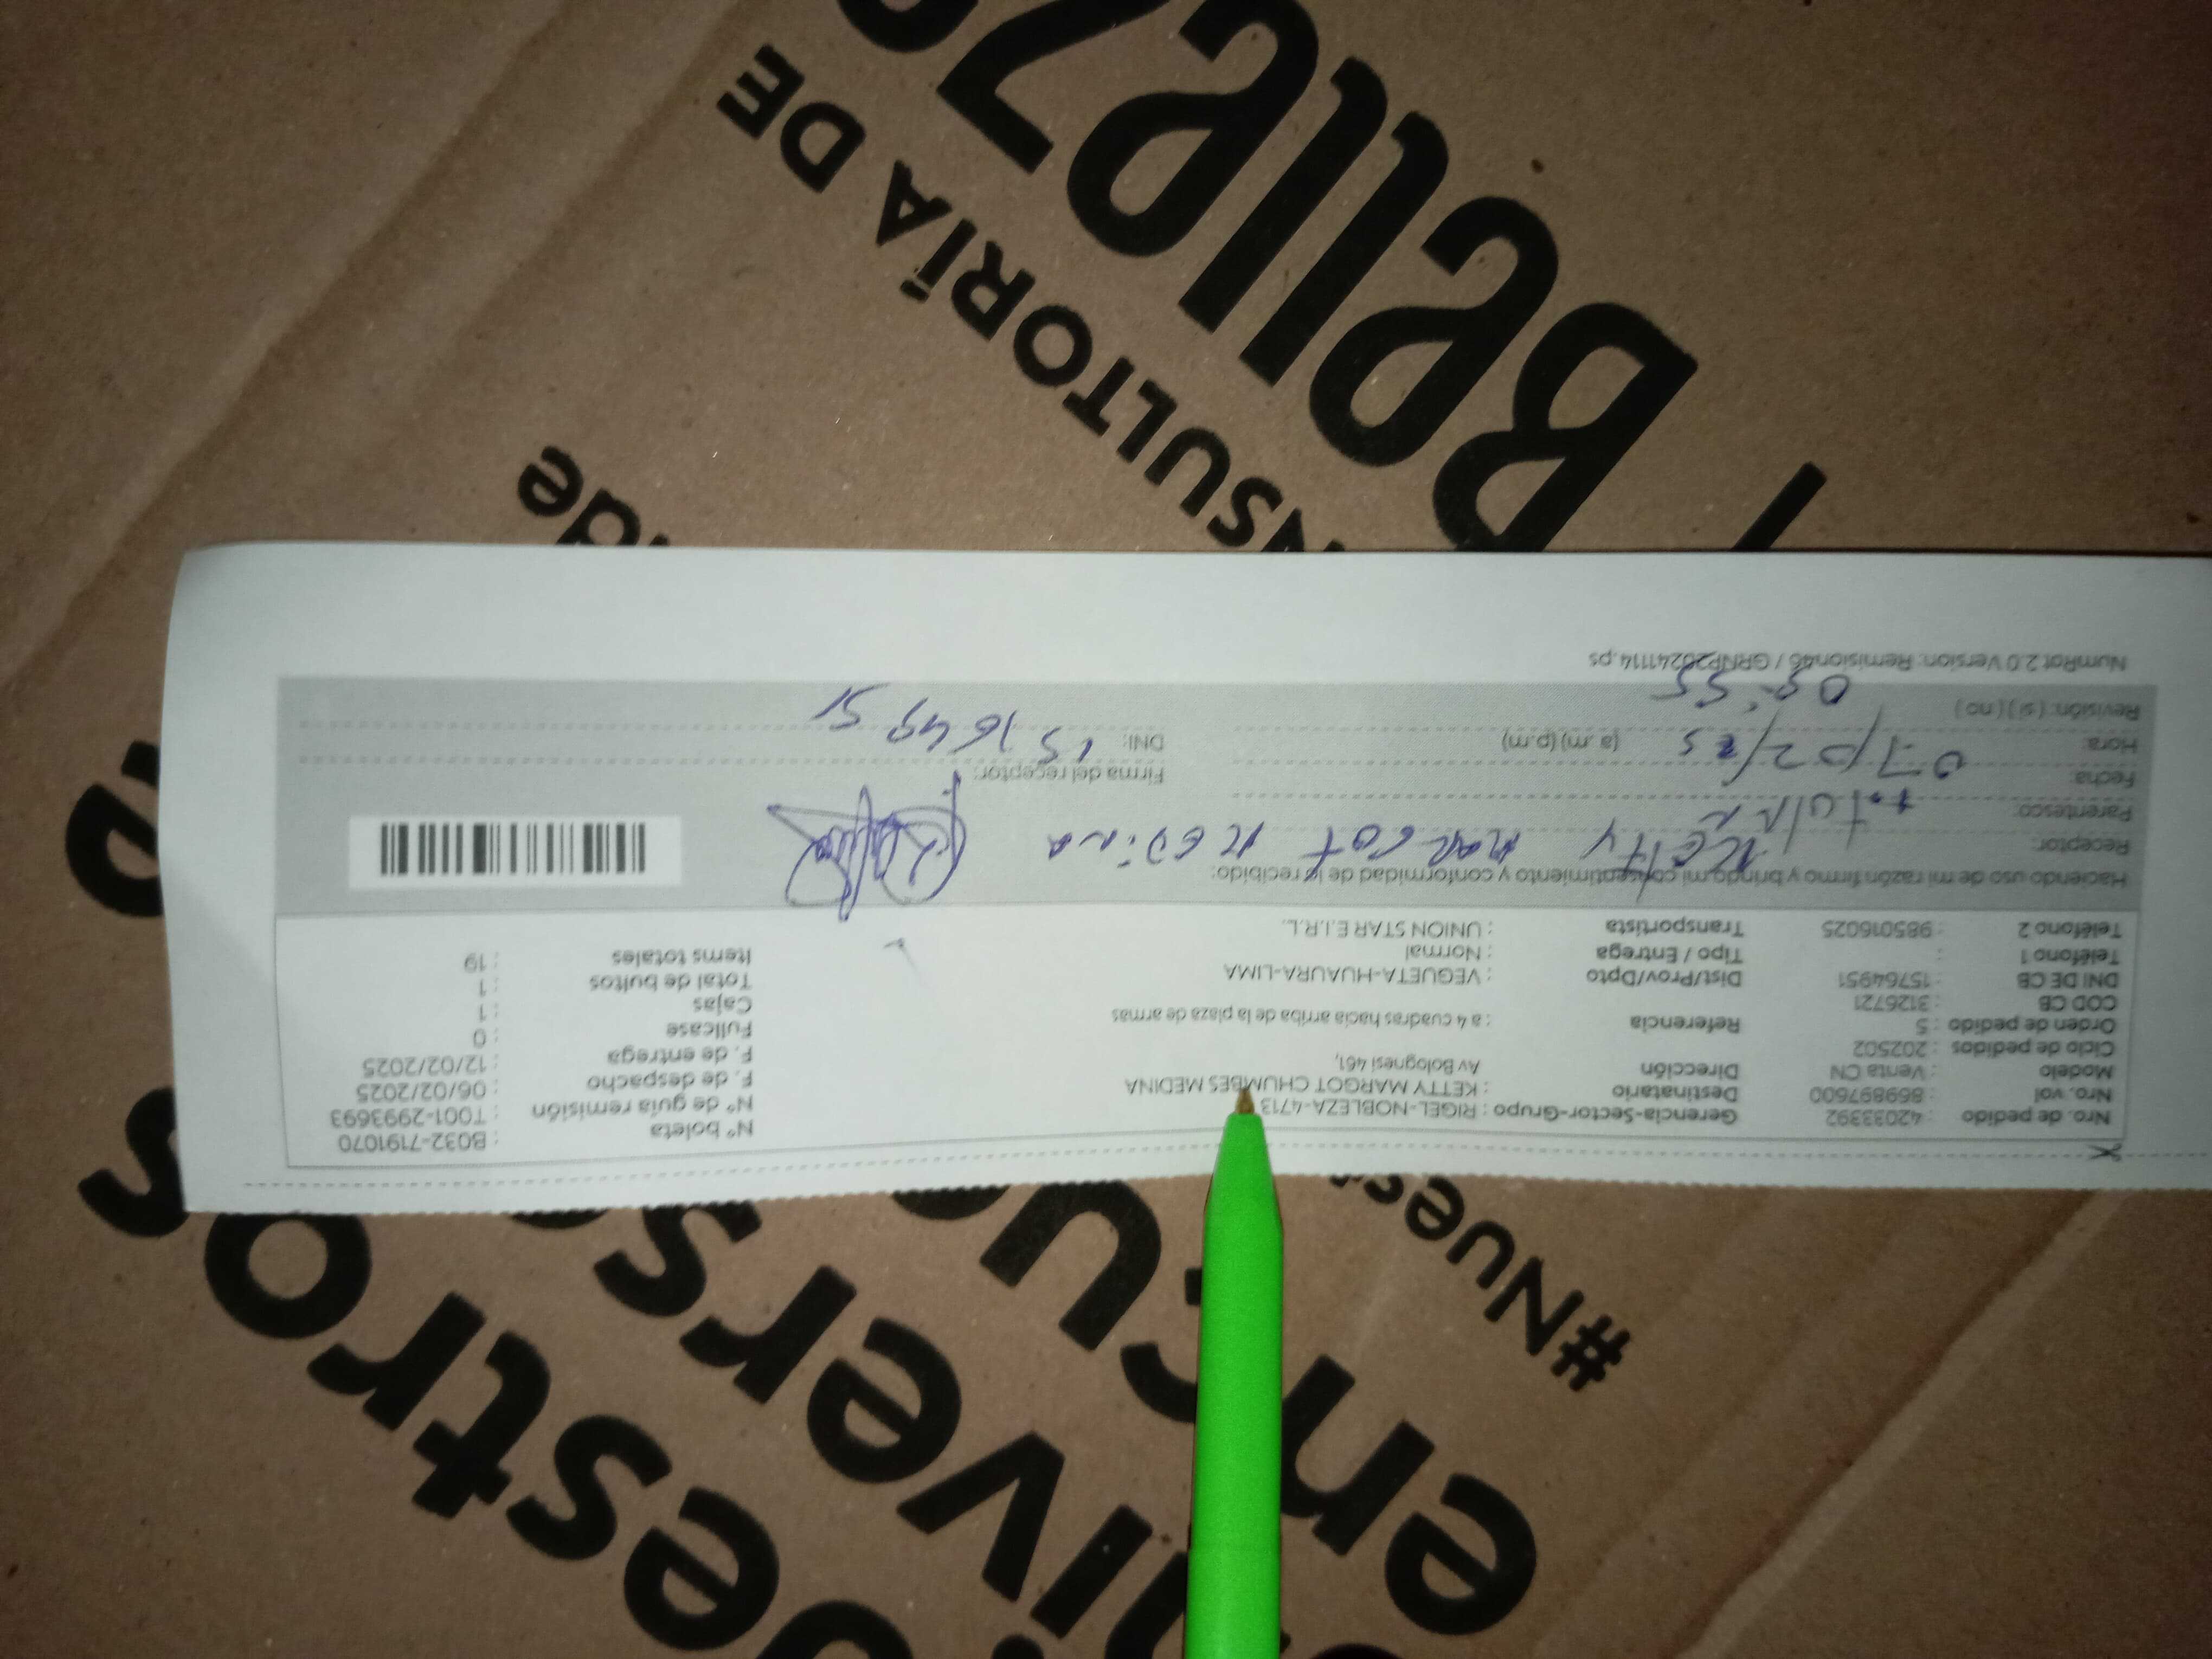 Nro. de pedido : 42033392
Nro. vol : 869897600
Modelo : Venta CN
Ciclo de pedidos : 202502
Orden de pedido : 5
COD CB : 3126721
DNI DE CB : 15764951
Teléfono 1 :
Teléfono 2 : 985016025
Gerencia-Sector-Grupo : RIGEL-NOBLEZA-4713
Destinatario : KETTY MARGOT CHUMBES MEDINA
Dirección Av Bolognesi 461,
Referencia : a 4 cuadras hacia arriba de la plaza de armas
Dist/Prov/Dpto : VEGUETA-HUAURA-LIMA
Tipo / Entrega : Normal
Transportista : UNION STAR E.I.R.L.
N° boleta : B032-7191070
N° de guía remisión : T001-2993693
F. de despacho : 06/02/2025
F. de entrega : 12/02/2025
Fullcase : 0
Cajas : 1
Total de bultos : 1
Items totales : 19
Haciendo uso de mi razón firmo y brindo mi consentimiento y conformidad de lo recibido:
Receptor: Ketty Margot Medina
Parentesco: titular
Fecha: 07/02/25
Hora: (a. m) (p.m)
Revisión: ( si ) ( no ) 08:55
Firma del receptor:
DNI:
NumRot 2.0 Version: Remision46 / GRNP20241114.ps
CONSULTORÍA DE
Belleza
#Nues